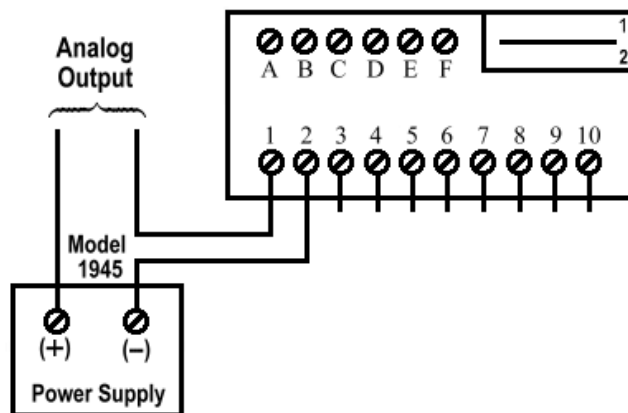 Analog
Output
A B C D E F
1
2
1 2 3 4 5 6 7 8 9 10
Model
1945
(+) (−)
Power Supply